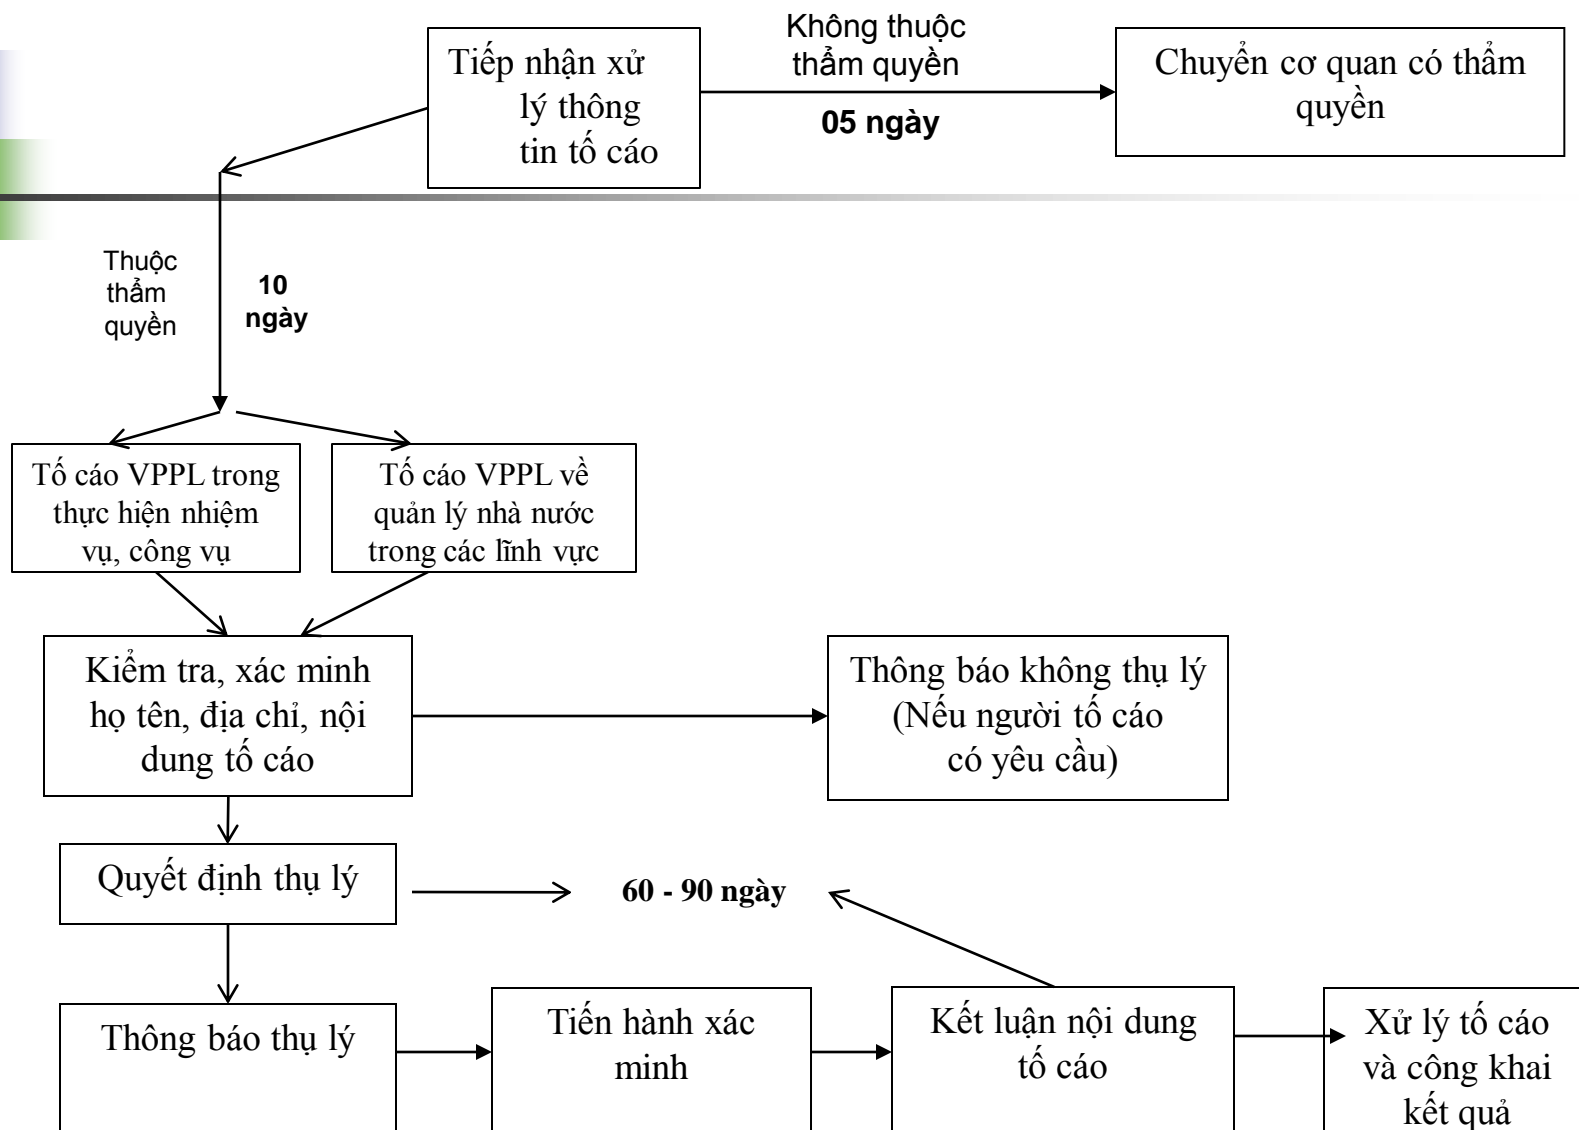 Tiếp nhận xử
lý thông
tin tố cáo
Không thuộc
thẩm quyền
05 ngày
Chuyển cơ quan có thẩm
quyền
Thuộc
thẩm
quyền
10
ngày
Tố cáo VPPL trong
thực hiện nhiệm
vụ, công vụ
Tố cáo VPPL về
quản lý nhà nước
trong các lĩnh vực
Kiểm tra, xác minh
họ tên, địa chỉ, nội
dung tố cáo
Thông báo không thụ lý
(Nếu người tố cáo
có yêu cầu)
Quyết định thụ lý
60 - 90 ngày
Thông báo thụ lý
Tiến hành xác
minh
Kết luận nội dung
tố cáo
Xử lý tố cáo
và công khai
kết quả